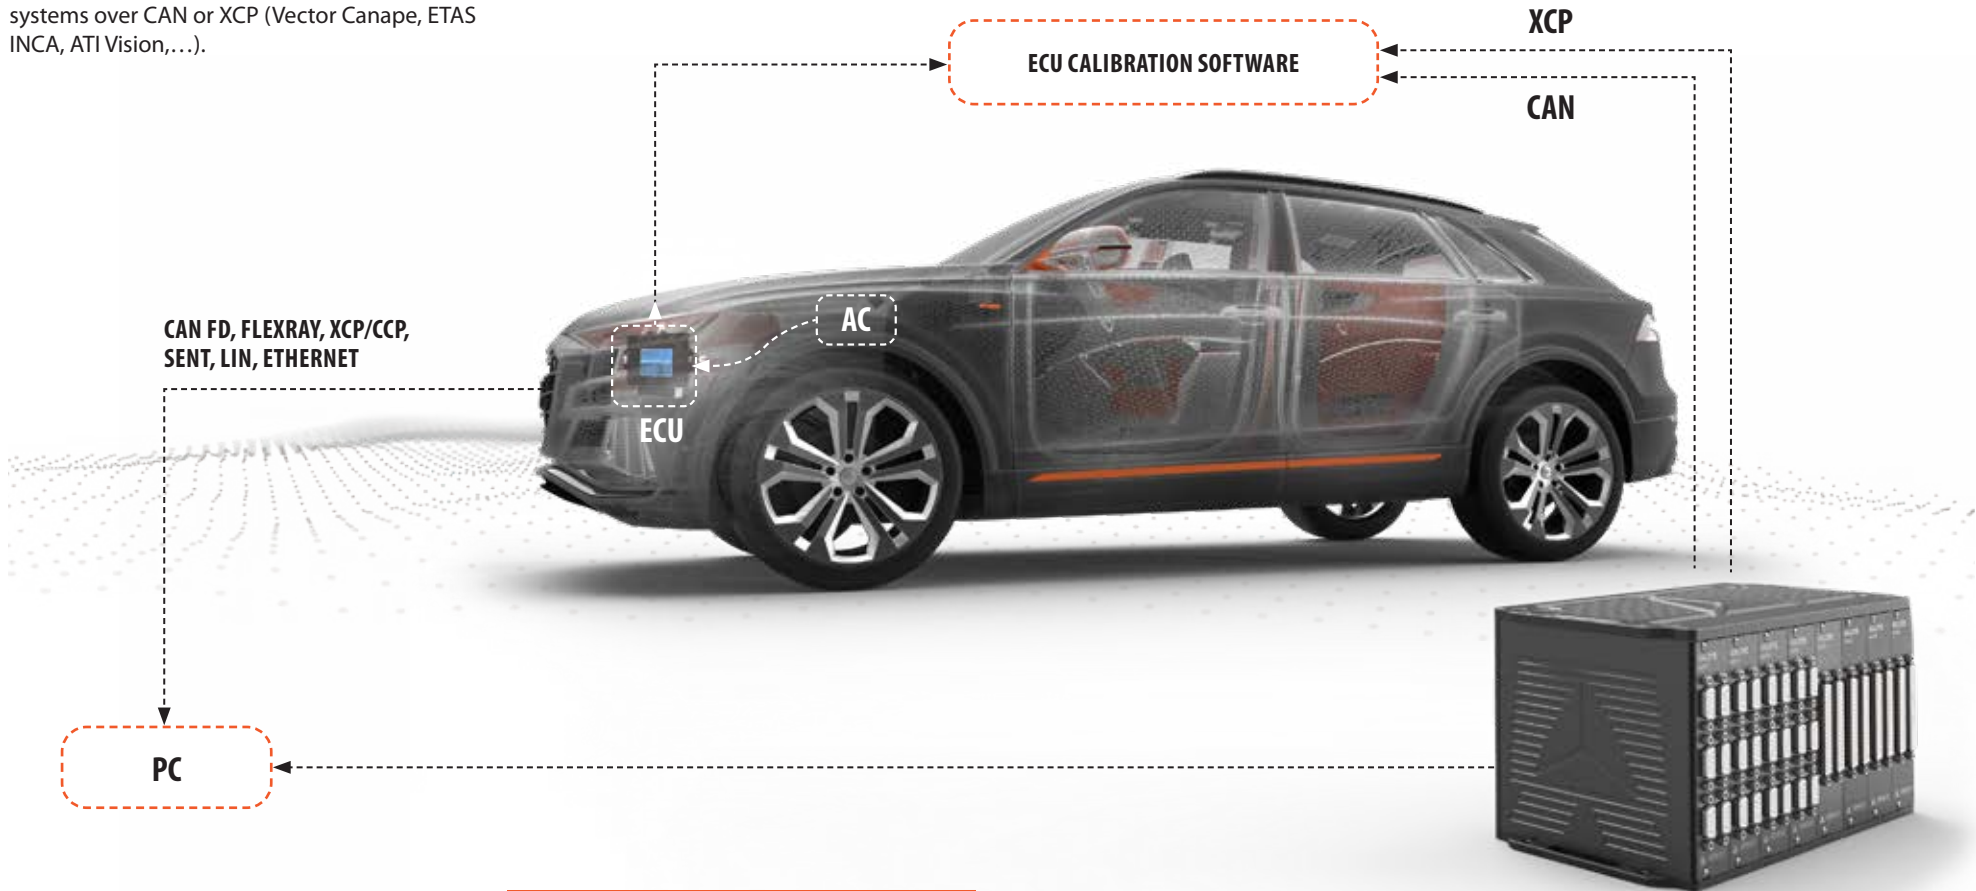 systems over CAN or XCP (Vector Canape, ETAS
INCA, ATI Vision,…).
XCP
ECU CALIBRATION SOFTWARE
CAN
AC
CAN FD, FLEXRAY, XCP/CCP,
SENT, LIN, ETHERNET
ECU
PC